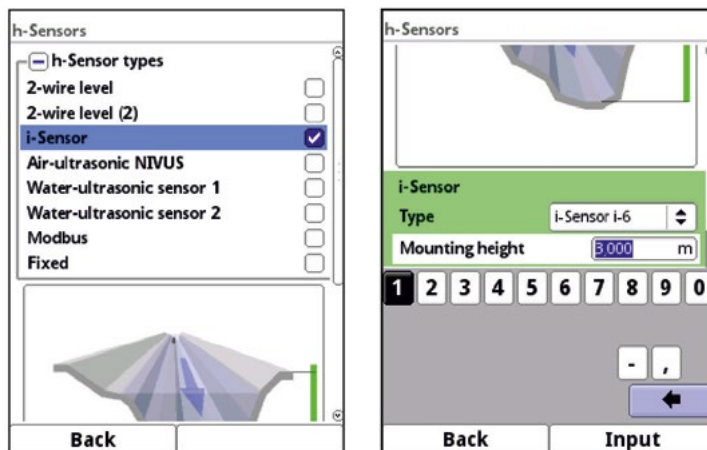 h-Sensors
h-Sensor types
2-wire level
2-wire level (2)
i-Sensor
Air-ultrasonic NIVUS
Water-ultrasonic sensor 1
Water-ultrasonic sensor 2
Modbus
Fixed
Back
h-Sensors
i-Sensor
Type i-Sensor i-6
Mounting height 3,000 m
1 2 3 4 5 6 7 8 9 0
- ,
Back Input